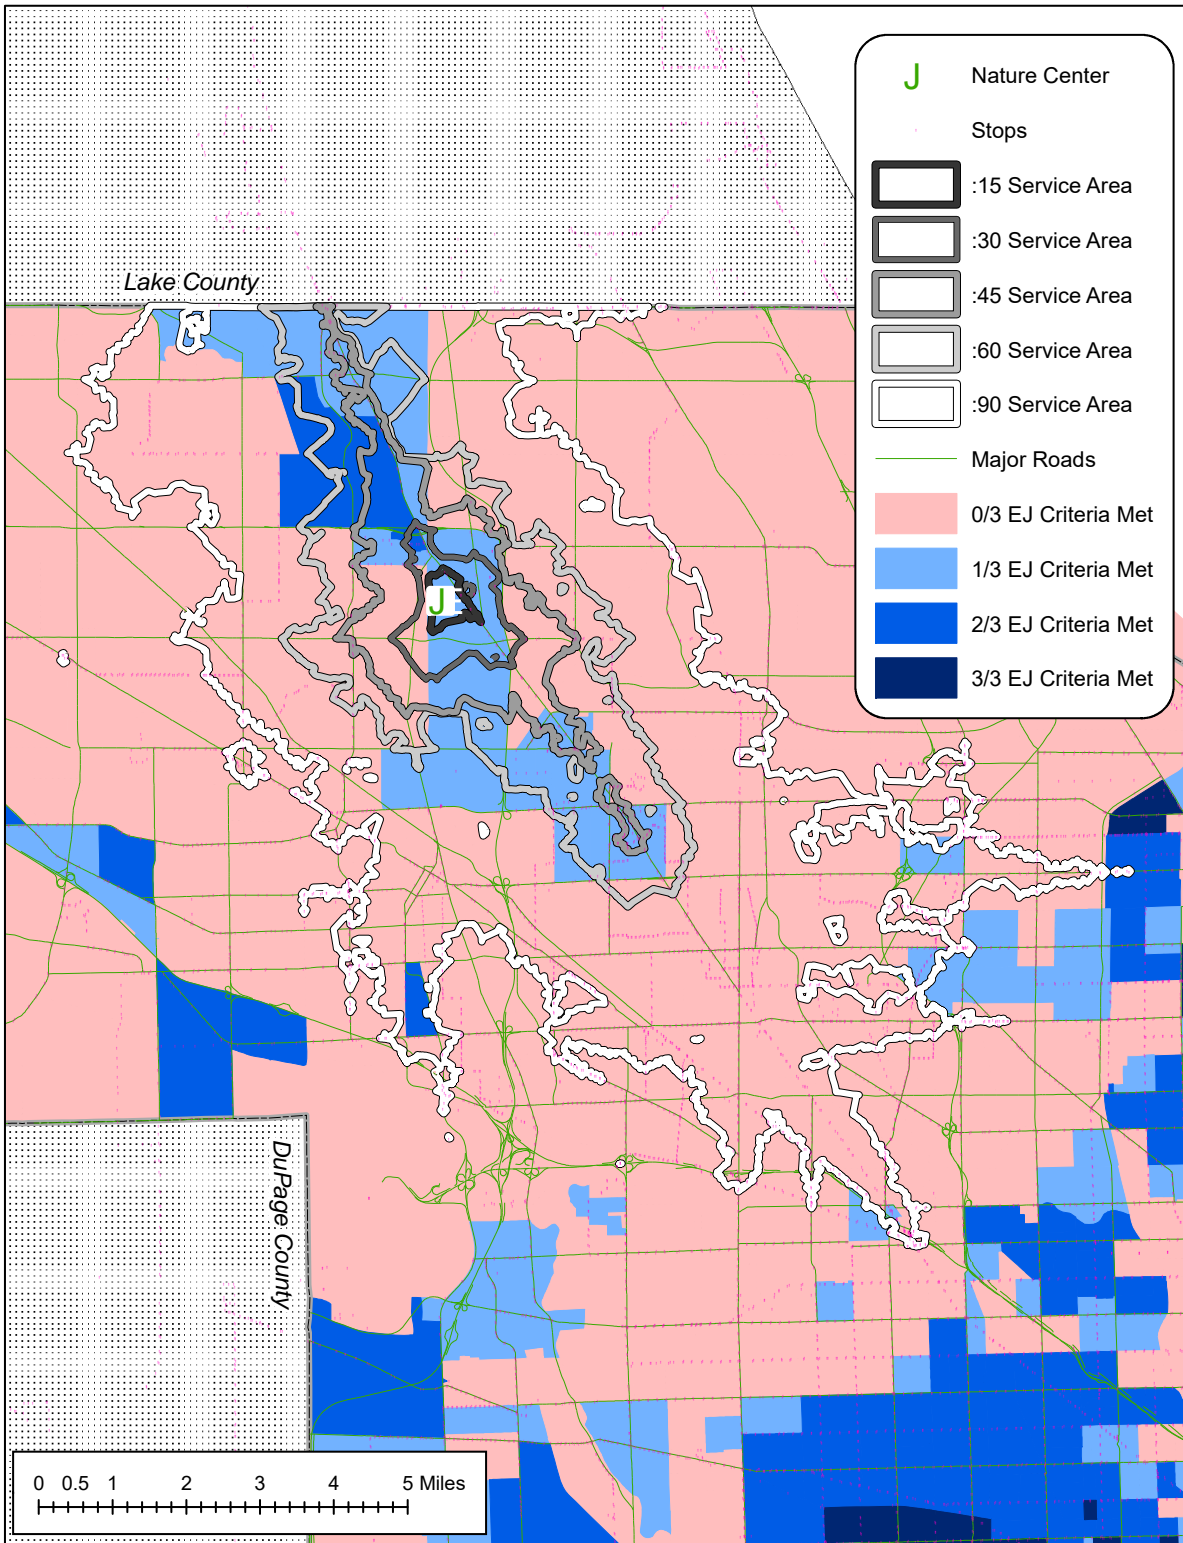 J Nature Center
Stops
:15 Service Area
:30 Service Area
:45 Service Area
:60 Service Area
:90 Service Area
Major Roads
0/3 EJ Criteria Met
1/3 EJ Criteria Met
2/3 EJ Criteria Met
3/3 EJ Criteria Met
Lake County
J
DuPage County
0 0.5 1 2 3 4 5 Miles